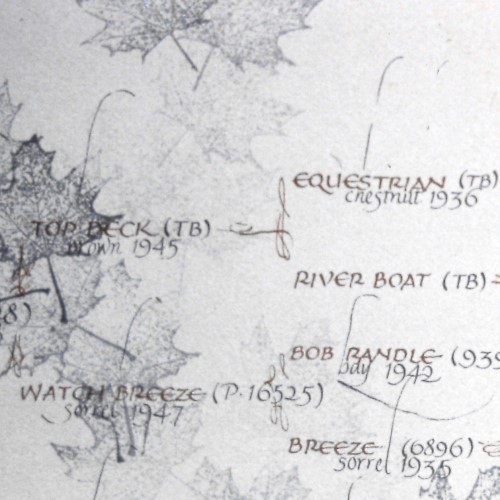 EQUESTRIAN (TB)
chestnut 1936
TOP DECK (TB)
brown 1945
RIVER BOAT (TB)
8)
BOB RANDLE (939
bay 1942
WATCH BREEZE (P.16525)
sorrel 1947
BREEZE (6896)
sorrel 1935